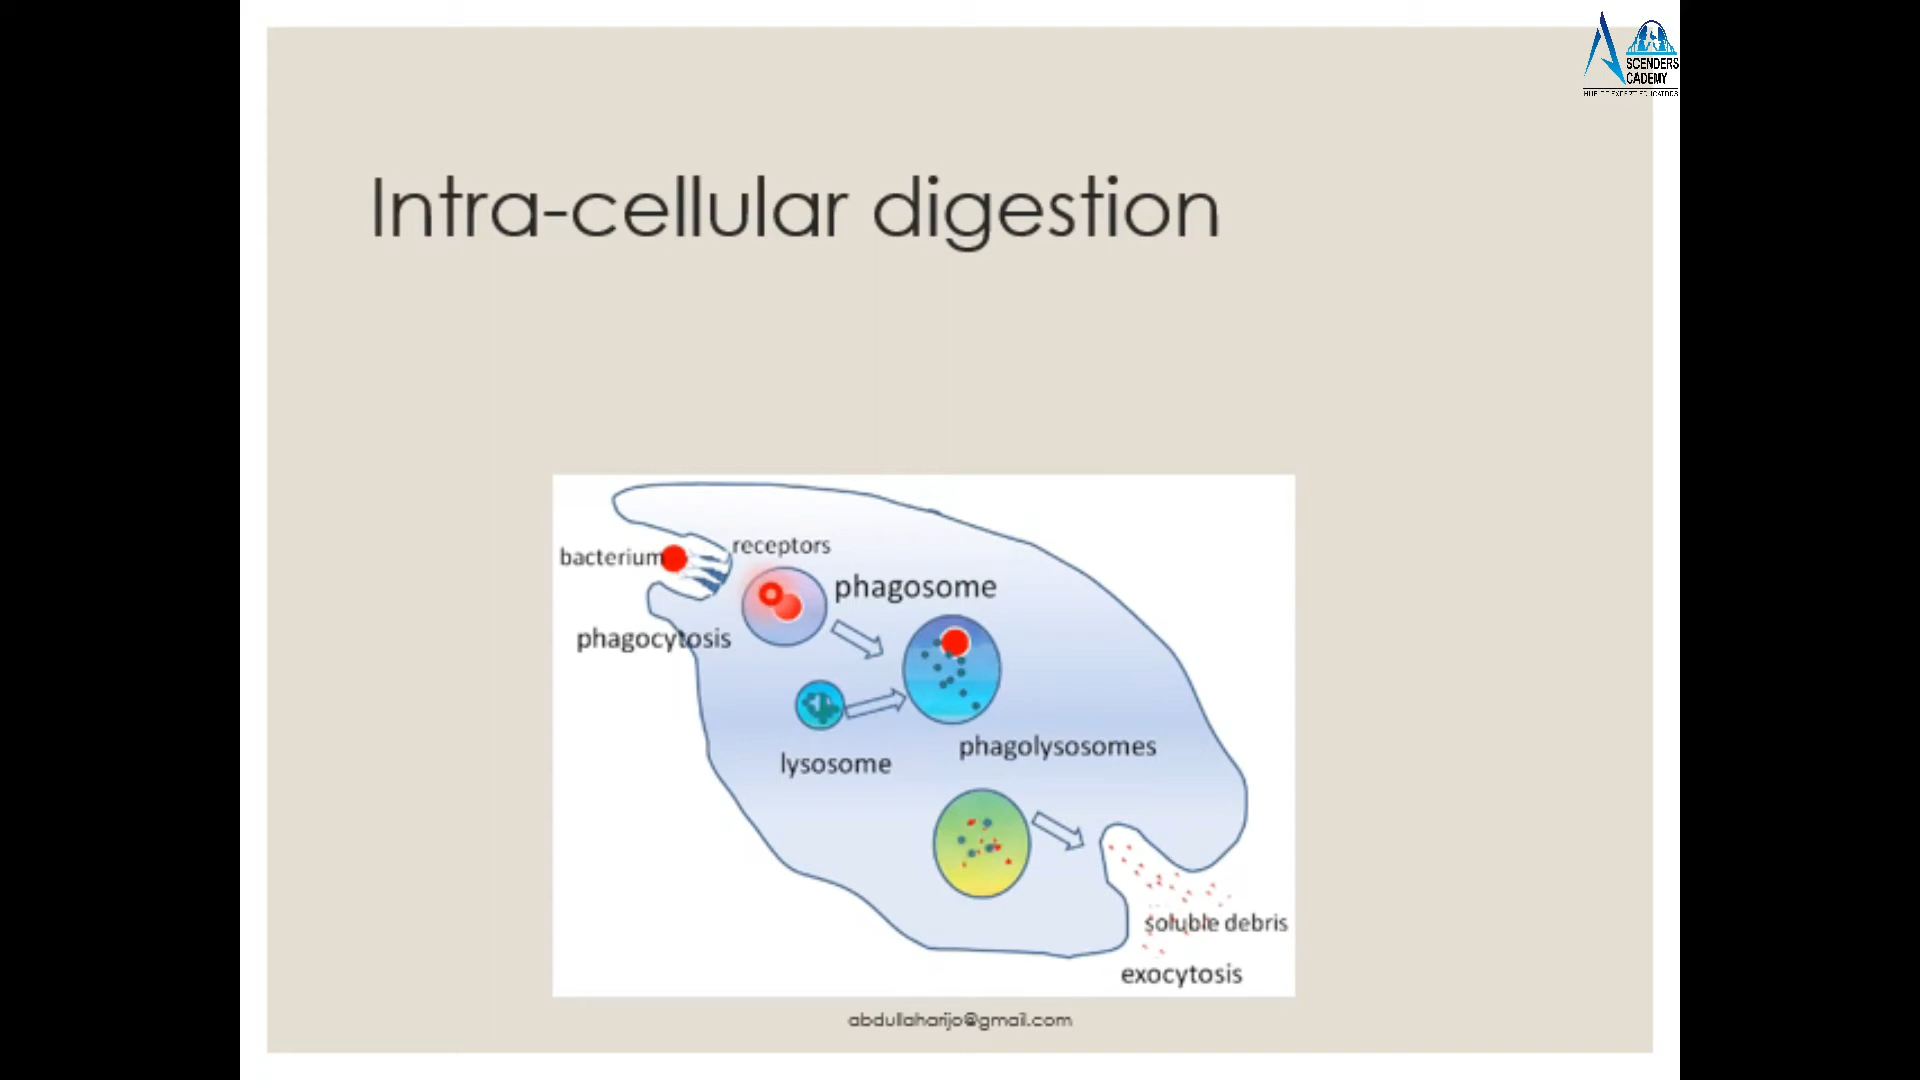 SCENDERS
CADEMY
Intra-cellular digestion
bacterium
receptors
phagosome
phagocytosis
lysosome
phagolysosomes
soluble debris
exocytosis
abdullaharijo@gmail.com